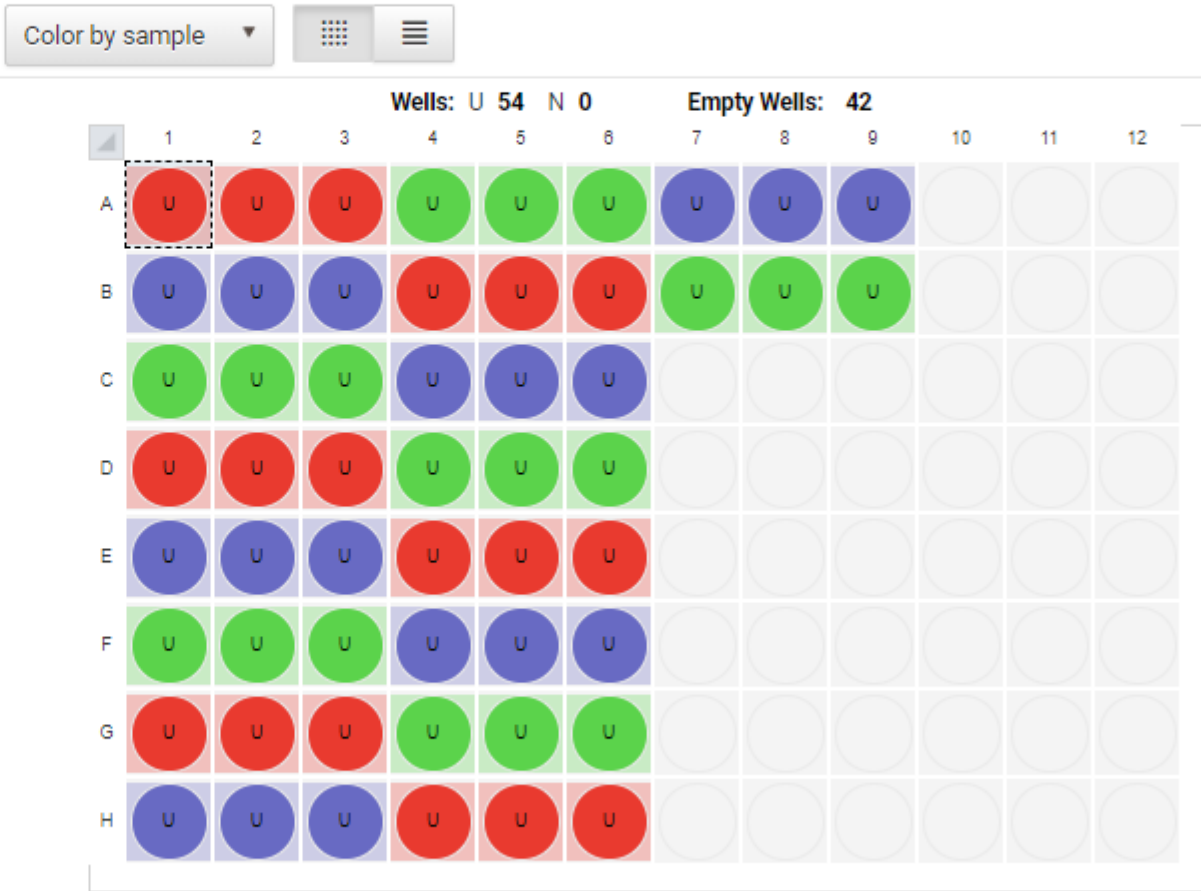 Color by sample
Wells: U 54 N 0 Empty Wells: 42
1 2 3 4 5 6 7 8 9 10 11 12
A U U U U U U U U U
B U U U U U U U U U
C U U U U U U
D U U U U U U
E U U U U U U
F U U U U U U
G U U U U U U
H U U U U U U